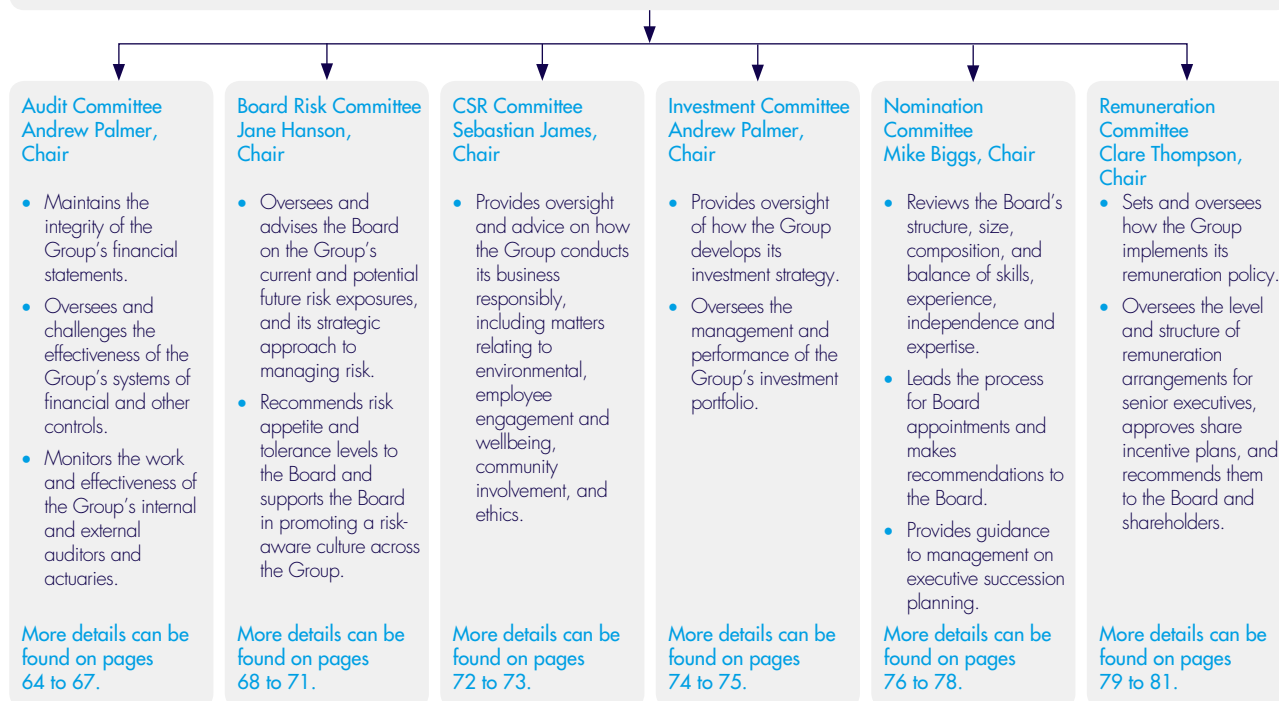 Audit Committee
Andrew Palmer,
Chair
• Maintains the
integrity of the
Group's financial
statements.
• Oversees and
challenges the
effectiveness of the
Group's systems of
financial and other
controls.
• Monitors the work
and effectiveness of
the Group's internal
and external
auditors and
actuaries.
More details can be
found on pages
64 to 67.
Board Risk Committee
Jane Hanson,
Chair
• Oversees and
advises the Board
on the Group's
current and potential
future risk exposures,
and its strategic
approach to
managing risk.
• Recommends risk
appetite and
tolerance levels to
the Board and
supports the Board
in promoting a risk-
aware culture across
the Group.
More details can be
found on pages
68 to 71.
CSR Committee
Sebastian James,
Chair
• Provides oversight
and advice on how
the Group conducts
its business
responsibly,
including matters
relating to
environmental,
employee
engagement and
wellbeing,
community
involvement, and
ethics.
More details can be
found on pages
72 to 73.
Investment Committee
Andrew Palmer,
Chair
• Provides oversight
of how the Group
develops its
investment strategy.
• Oversees the
management and
performance of the
Group's investment
portfolio.
More details can be
found on pages
74 to 75.
Nomination
Committee
Mike Biggs, Chair
• Reviews the Board's
structure, size,
composition, and
balance of skills,
experience,
independence and
expertise.
• Leads the process
for Board
appointments and
makes
recommendations to
the Board.
• Provides guidance
to management on
executive succession
planning.
More details can be
found on pages
76 to 78.
Remuneration
Committee
Clare Thompson,
Chair
• Sets and oversees
how the Group
implements its
remuneration policy.
• Oversees the level
and structure of
remuneration
arrangements for
senior executives,
approves share
incentive plans, and
recommends them
to the Board and
shareholders.
More details can be
found on pages
79 to 81.